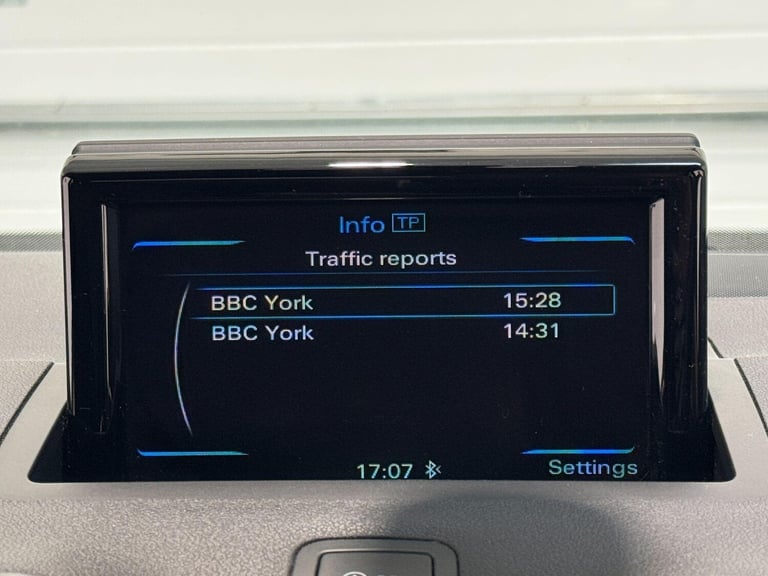 Info TP
Traffic reports
BBC York 15:28
BBC York 14:31
17:07
Settings